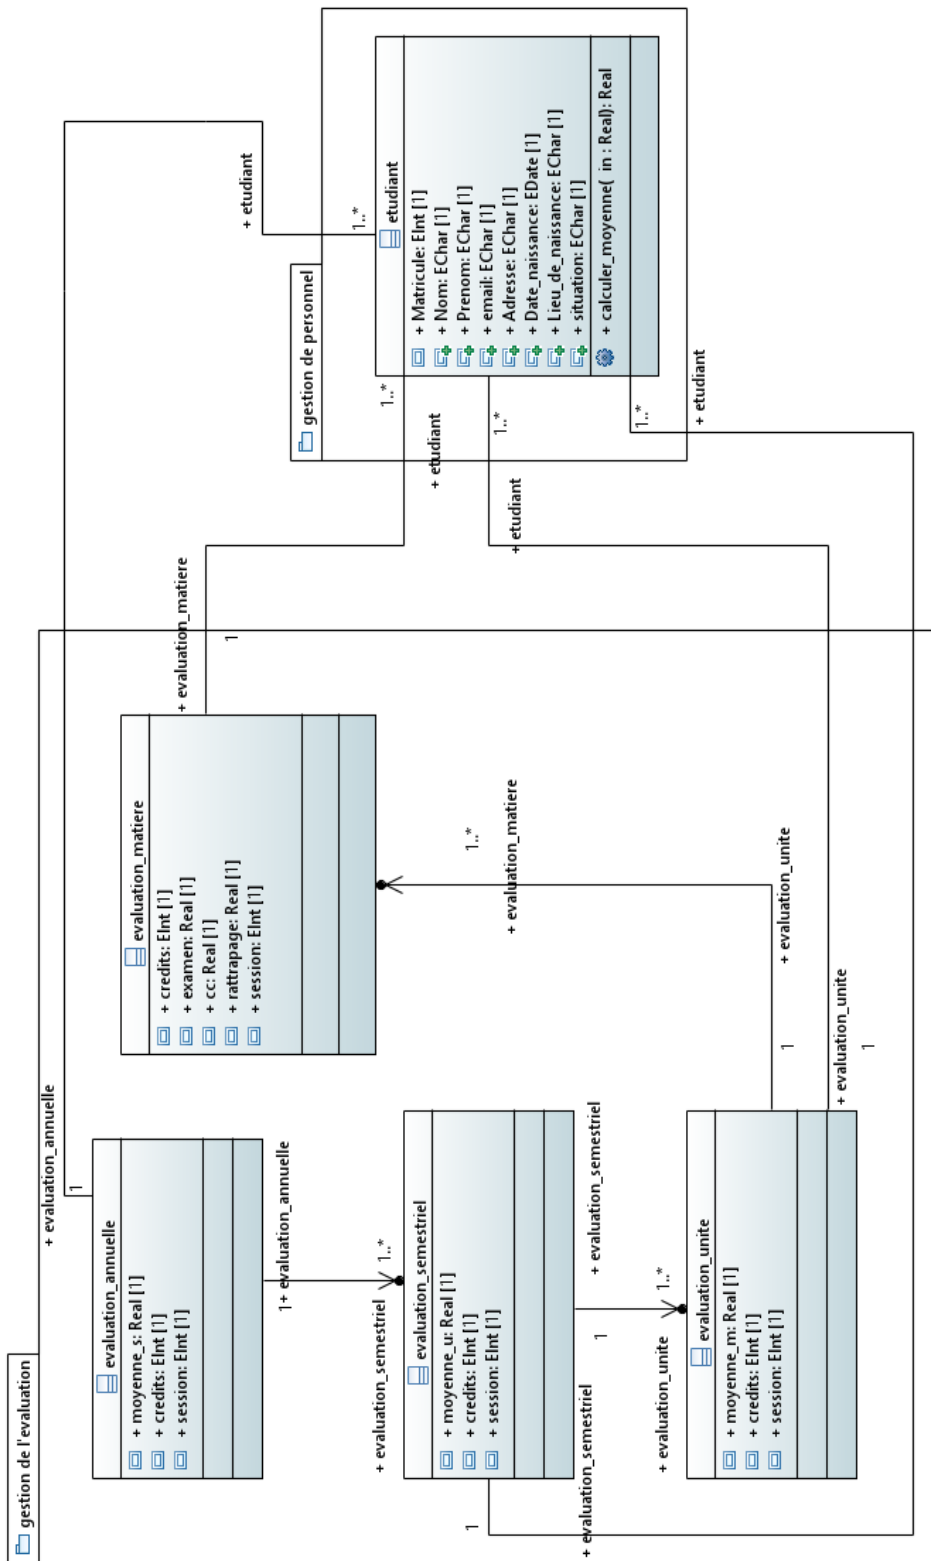 gestion de l'evaluation
+ evaluation_annuelle
1
evaluation_annuelle
+ moyenne_s: Real [1]
+ credits: EInt [1]
+ session: EInt [1]
1
+ evaluation_annuelle
+ evaluation_semestriel
1..*
evaluation_semestriel
+ moyenne_u: Real [1]
+ credits: EInt [1]
+ session: EInt [1]
1
+ evaluation_semestriel
+ evaluation_semestriel
1
+ evaluation_unite
1..*
evaluation_unite
+ moyenne_m: Real [1]
+ credits: EInt [1]
+ session: EInt [1]
+ evaluation_unite
1
+ evaluation_unite
1
evaluation_matiere
+ credits: EInt [1]
+ examen: Real [1]
+ cc: Real [1]
+ rattrapage: Real [1]
+ session: EInt [1]
+ evaluation_matiere
1
+ evaluation_matiere
1..*
gestion de personnel
+ etudiant
1..*
etudiant
+ Matricule: EInt [1]
+ Nom: EChar [1]
+ Prenom: EChar [1]
+ email: EChar [1]
+ Adresse: EChar [1]
+ Date_naissance: EDate [1]
+ Lieu_de_naissance: EChar [1]
+ situation: EChar [1]
+ calculer_moyenne( in : Real): Real
1..*
+ etudiant
1..*
+ etudiant
1..*
+ etudiant